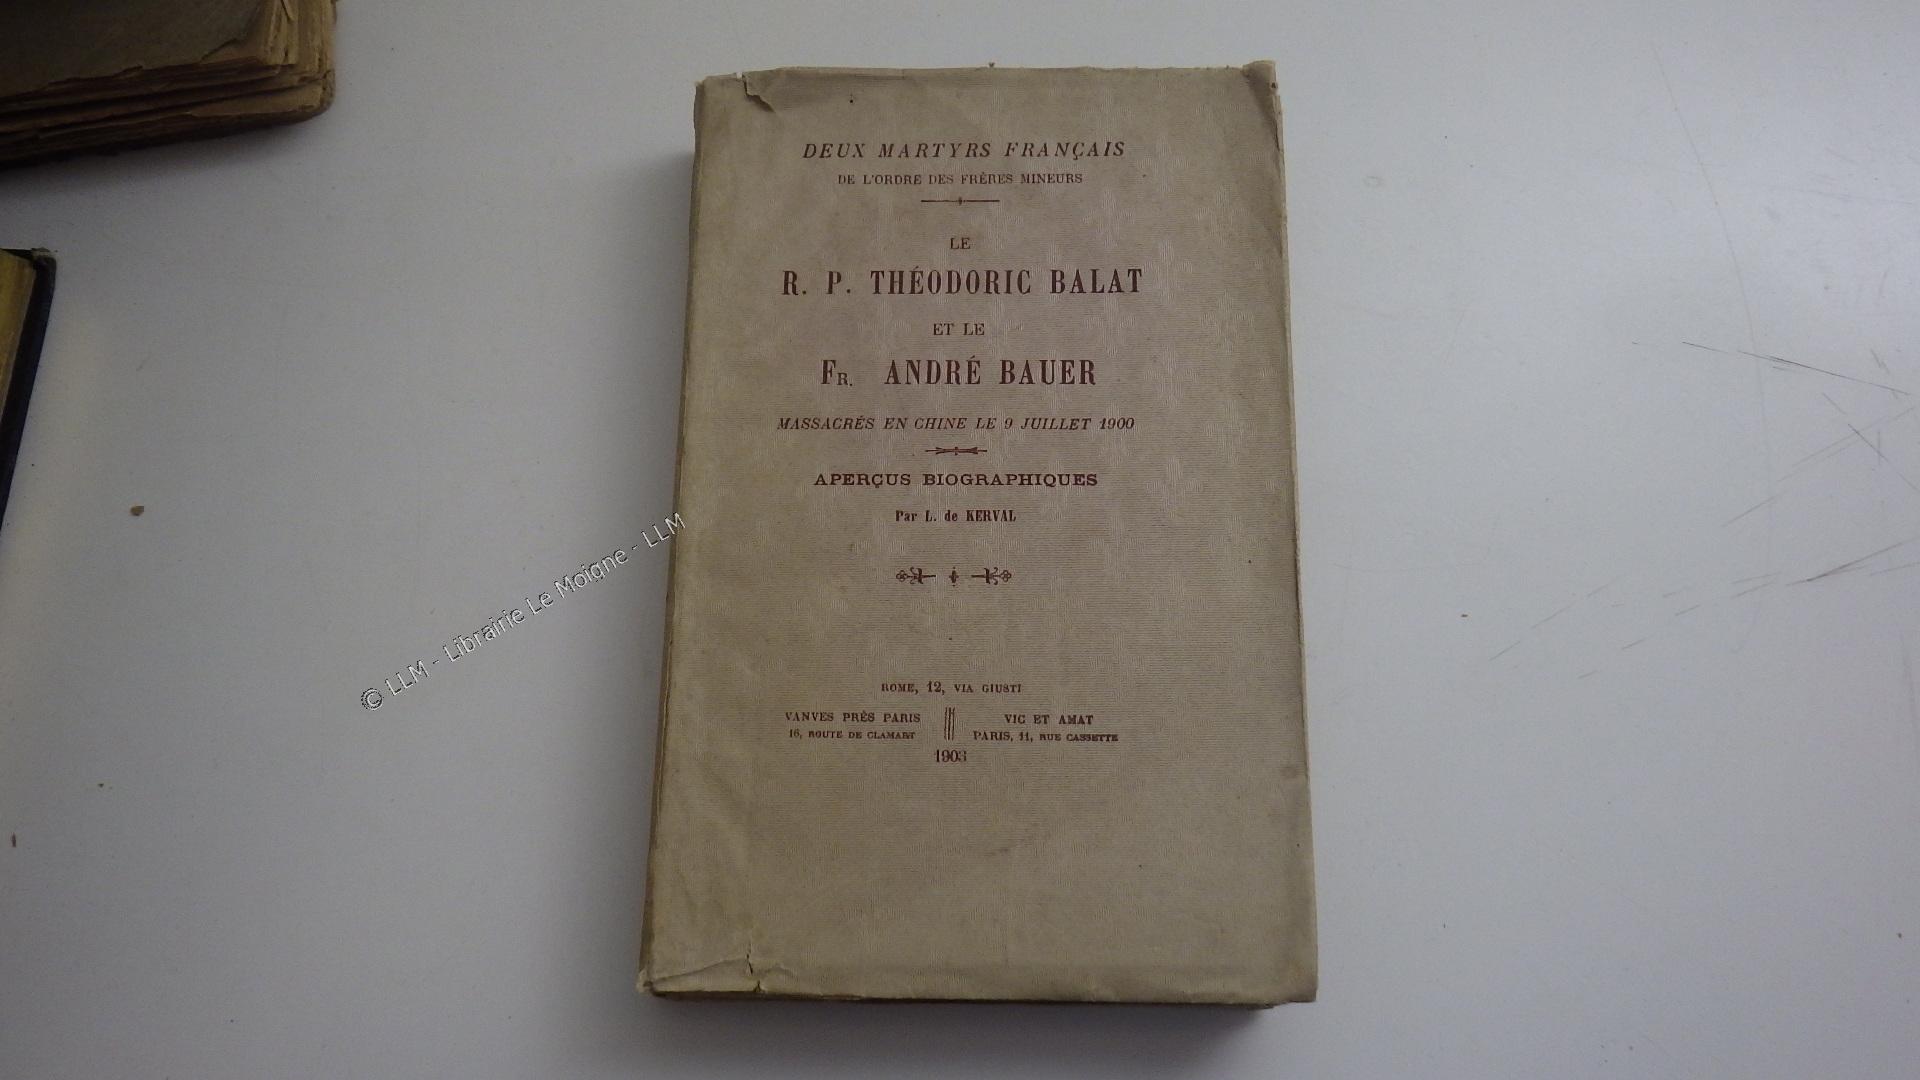 DEUX MARTYRS FRANÇAIS
DE L'ORDRE DES FRÈRES MINEURS
LE
R. P. THÉODORIC BALAT
ET LE
FR. ANDRÉ BAUER
MASSACRÉS EN CHINE LE 9 JUILLET 1900
APERÇUS BIOGRAPHIQUES
Par L. de KERVAL
ROME, 12, VIA GIUSTI
VANVES PRÈS PARIS
16, ROUTE DE CLAMART
VIC ET AMAT
PARIS, 11, RUE CASSETTE
1903
© LLM - Librairie Le Moigne - LLM